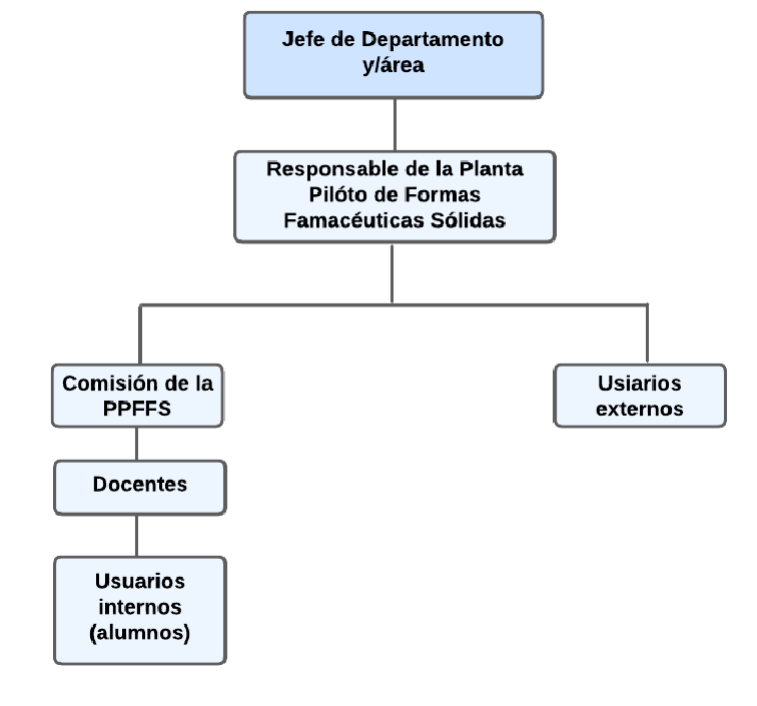 Jefe de Departamento
y/área
Responsable de la Planta
Pilóto de Formas
Famacéuticas Sólidas
Comisión de la
PPFFS
Usiarios
externos
Docentes
Usuarios
internos
(alumnos)